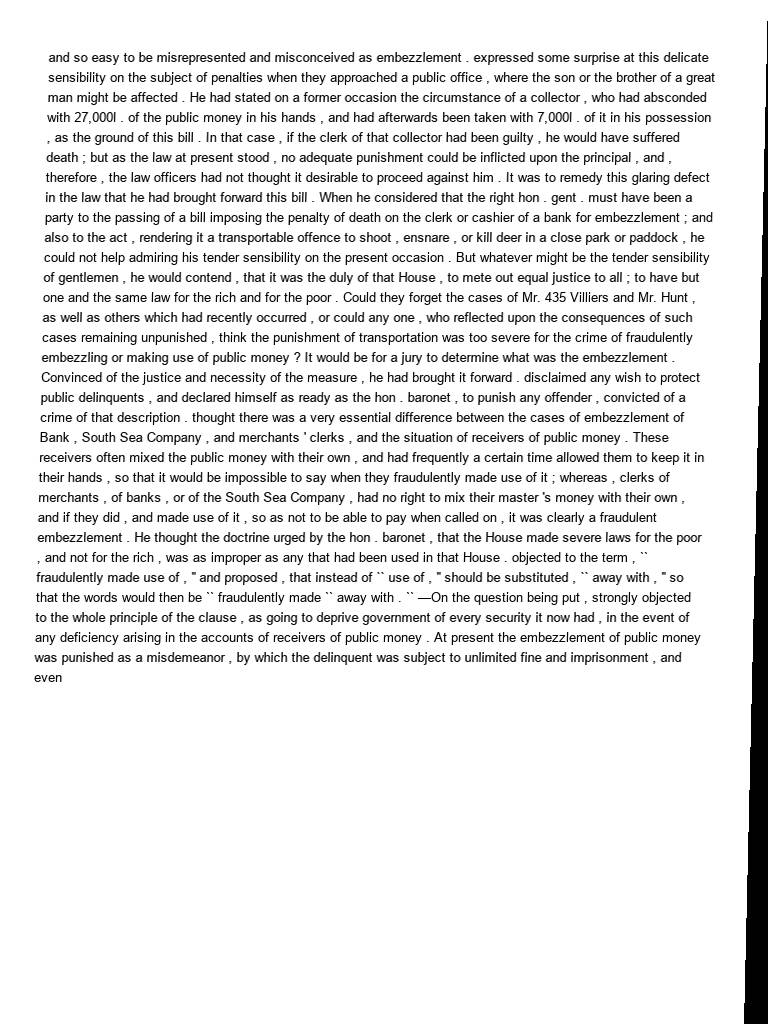 and so easy to be misrepresented and misconceived as embezzlement . expressed some surprise at this delicate
sensibility on the subject of penalties when they approached a public office , where the son or the brother of a great
man might be affected . He had stated on a former occasion the circumstance of a collector , who had absconded
with 27,000l . of the public money in his hands , and had afterwards been taken with 7,000l . of it in his possession
, as the ground of this bill . In that case , if the clerk of that collector had been guilty , he would have suffered
death ; but as the law at present stood , no adequate punishment could be inflicted upon the principal , and ,
therefore , the law officers had not thought it desirable to proceed against him . It was to remedy this glaring defect
in the law that he had brought forward this bill . When he considered that the right hon . gent . must have been a
party to the passing of a bill imposing the penalty of death on the clerk or cashier of a bank for embezzlement ; and
also to the act , rendering it a transportable offence to shoot , ensnare , or kill deer in a close park or paddock , he
could not help admiring his tender sensibility on the present occasion . But whatever might be the tender sensibility
of gentlemen , he would contend , that it was the duly of that House , to mete out equal justice to all ; to have but
one and the same law for the rich and for the poor . Could they forget the cases of Mr. 435 Villiers and Mr. Hunt ,
as well as others which had recently occurred , or could any one , who reflected upon the consequences of such
cases remaining unpunished , think the punishment of transportation was too severe for the crime of fraudulently
embezzling or making use of public money ? It would be for a jury to determine what was the embezzlement .
Convinced of the justice and necessity of the measure , he had brought it forward . disclaimed any wish to protect
public delinquents , and declared himself as ready as the hon . baronet , to punish any offender , convicted of a
crime of that description . thought there was a very essential difference between the cases of embezzlement of
Bank , South Sea Company , and merchants ' clerks , and the situation of receivers of public money . These
receivers often mixed the public money with their own , and had frequently a certain time allowed them to keep it in
their hands , so that it would be impossible to say when they fraudulently made use of it ; whereas , clerks of
merchants , of banks , or of the South Sea Company , had no right to mix their master 's money with their own ,
and if they did , and made use of it , so as not to be able to pay when called on , it was clearly a fraudulent
embezzlement . He thought the doctrine urged by the hon . baronet , that the House made severe laws for the poor
, and not for the rich , was as improper as any that had been used in that House . objected to the term , ``
fraudulently made use of , " and proposed , that instead of `` use of , " should be substituted , `` away with , " so
that the words would then be `` fraudulently made `` away with . `` —On the question being put , strongly objected
to the whole principle of the clause , as going to deprive government of every security it now had , in the event of
any deficiency arising in the accounts of receivers of public money . At present the embezzlement of public money
was punished as a misdemeanor , by which the delinquent was subject to unlimited fine and imprisonment , and
even